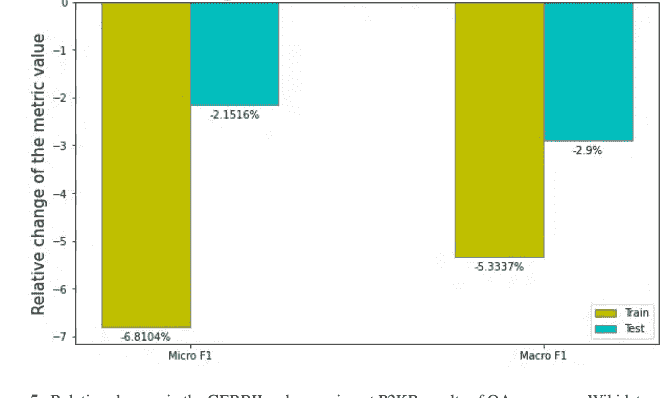 0
-1
-2
-3
-4
-5
-6
-7
Relative change of the metric value
-6.8104%
-2.1516%
-5.3337%
-2.9%
Train
Test
Micro F1
Macro F1